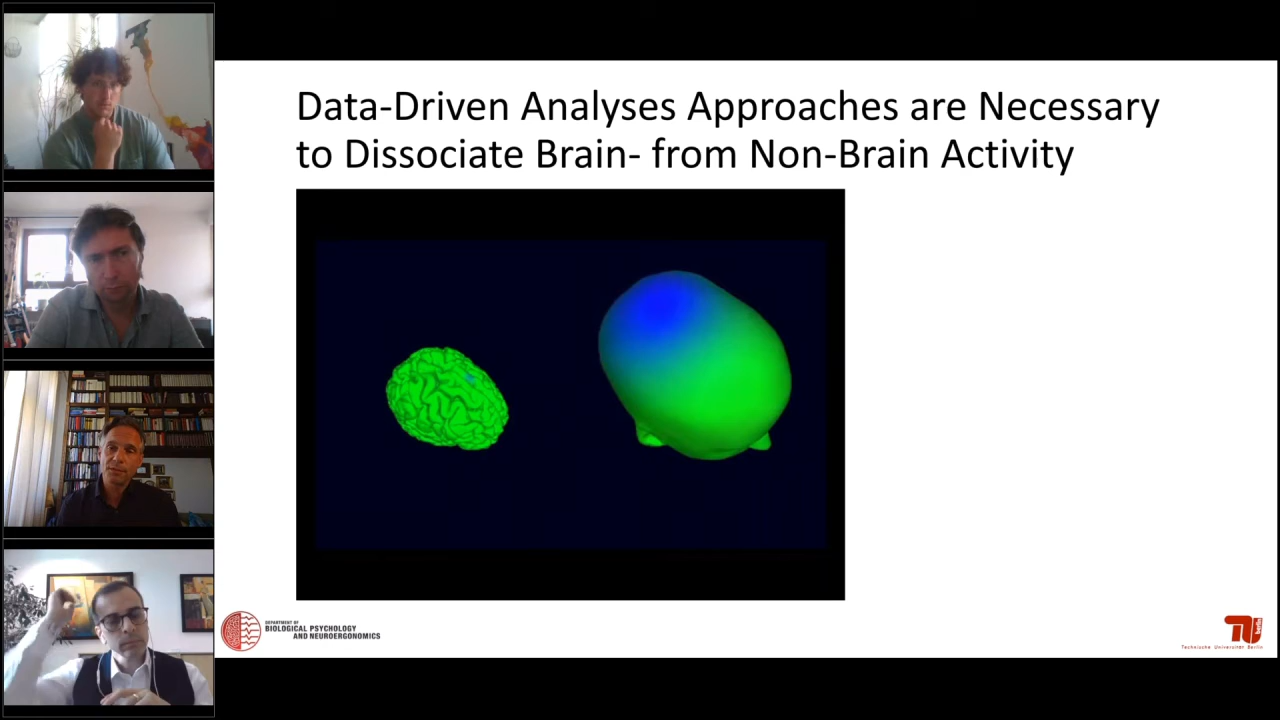 Data-Driven Analyses Approaches are Necessary
to Dissociate Brain- from Non-Brain Activity
DEPARTMENT OF
BIOLOGICAL PSYCHOLOGY
AND NEUROERGONOMICS
berlin
Technische Universität Berlin